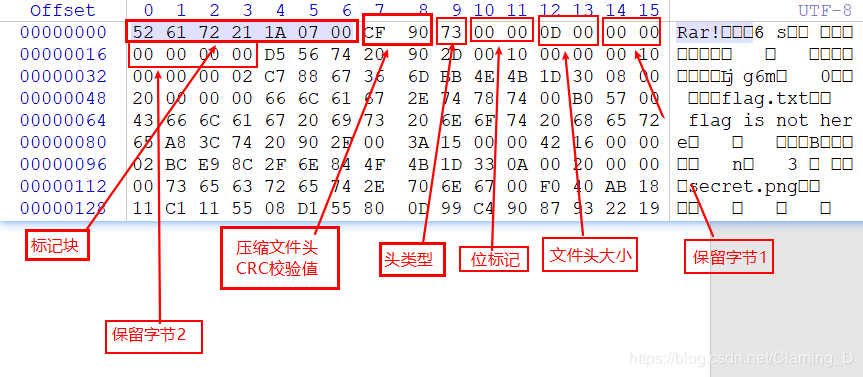 Offset 0 1 2 3 4 5 6 7 8 9 10 11 12 13 14 15 UTF-8
00000000 52 61 72 21 1A 07 00 CF 90 73 00 00 0D 00 00 00 Rar!6 s
00000016 00 00 00 00 D5 56 74 20 90 2D 00 10 00 00 00 10
00000032 00 00 00 02 C7 88 67 36 6D BB 4E 4B 1D 30 08 00 jg6m 0
00000048 20 00 00 00 66 6C 61 67 2E 74 78 74 00 B0 57 00 flag.txt
00000064 43 66 6C 61 67 20 69 73 20 6E 6F 74 20 68 65 72 flag is not her
00000080 65 A8 3C 74 20 90 2F 00 3A 15 00 00 42 16 00 00 e B
00000096 02 BC E9 8C 2F 6E 84 4F 4B 1D 33 0A 00 20 00 00 n 3
00000112 00 73 65 63 72 65 74 2E 70 6E 67 00 F0 40 AB 18 secret.png
00000128 11 C1 11 55 08 D1 55 80 0D 99 C4 90 87 93 22 19
标记块
压缩文件头
CRC校验值
头类型
位标记
文件头大小
保留字节1
保留字节2
https://blog.csdn.net/Claming_D